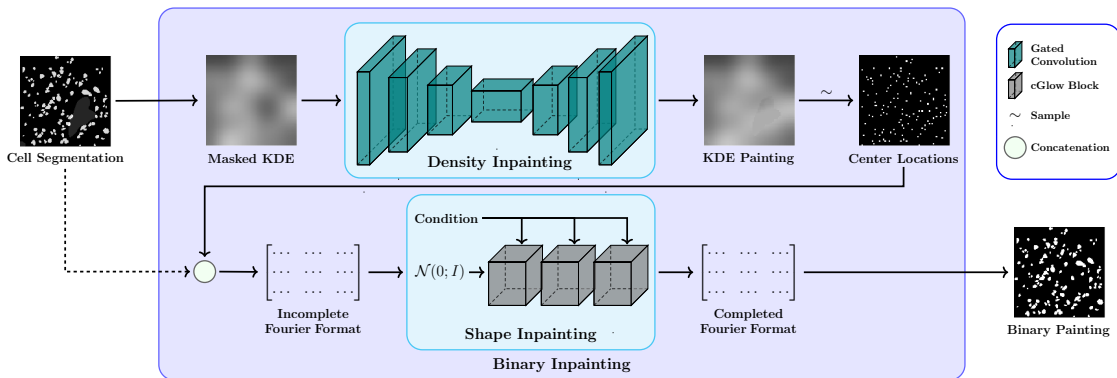 Cell Segmentation
Masked KDE
Density Inpainting
KDE Painting
∼
Center Locations
Gated
Convolution
cGlow Block
∼ Sample
Concatenation
Condition
[··· ··· ···
··· ··· ···
··· ··· ···]
Incomplete
Fourier Format
𝒩(0; I)
Shape Inpainting
[··· ··· ···
··· ··· ···
··· ··· ···]
Completed
Fourier Format
Binary Painting
Binary Inpainting